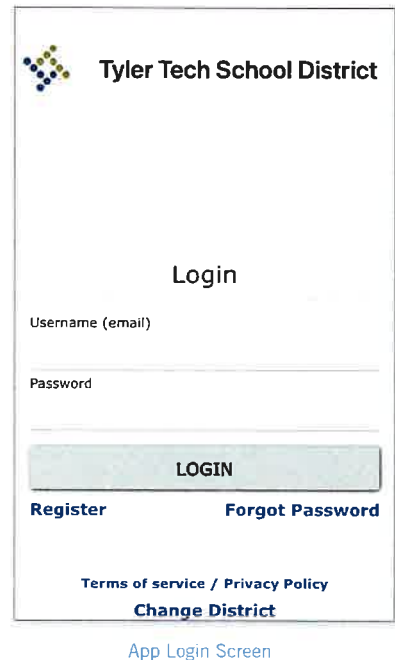 Tyler Tech School District
Login
Username (email)
Password
LOGIN
Register Forgot Password
Terms of service / Privacy Policy
Change District
App Login Screen